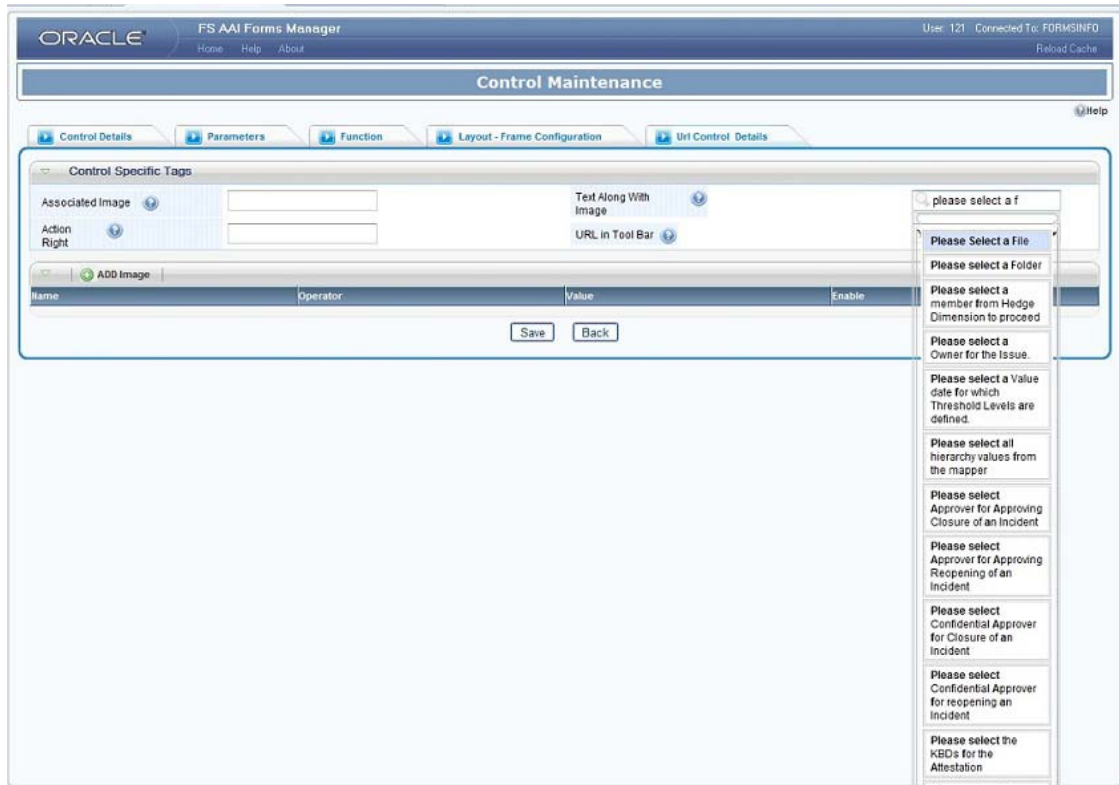 ORACLE
FS AAI Forms Manager
Home Help About
User: 121 Connected To: FORMSINFO
Reload Cache
Control Maintenance
Help
Control Details
Parameters
Function
Layout - Frame Configuration
Url Control Details
Control Specific Tags
Associated Image
Text Along With
Image
please select a f
Action
Right
URL in Tool Bar
ADD Image
Name Operator Value Enable
Save Back
Please Select a File
Please select a Folder
Please select a
member from Hedge
Dimension to proceed
Please select a
Owner for the Issue.
Please select a Value
date for which
Threshold Levels are
defined.
Please select all
hierarchy values from
the mapper
Please select
Approver for Approving
Closure of an Incident
Please select
Approver for Approving
Reopening of an
Incident
Please select
Confidential Approver
for Closure of an
Incident
Please select
Confidential Approver
for reopening an
Incident
Please select the
KBDs for the
Attestation